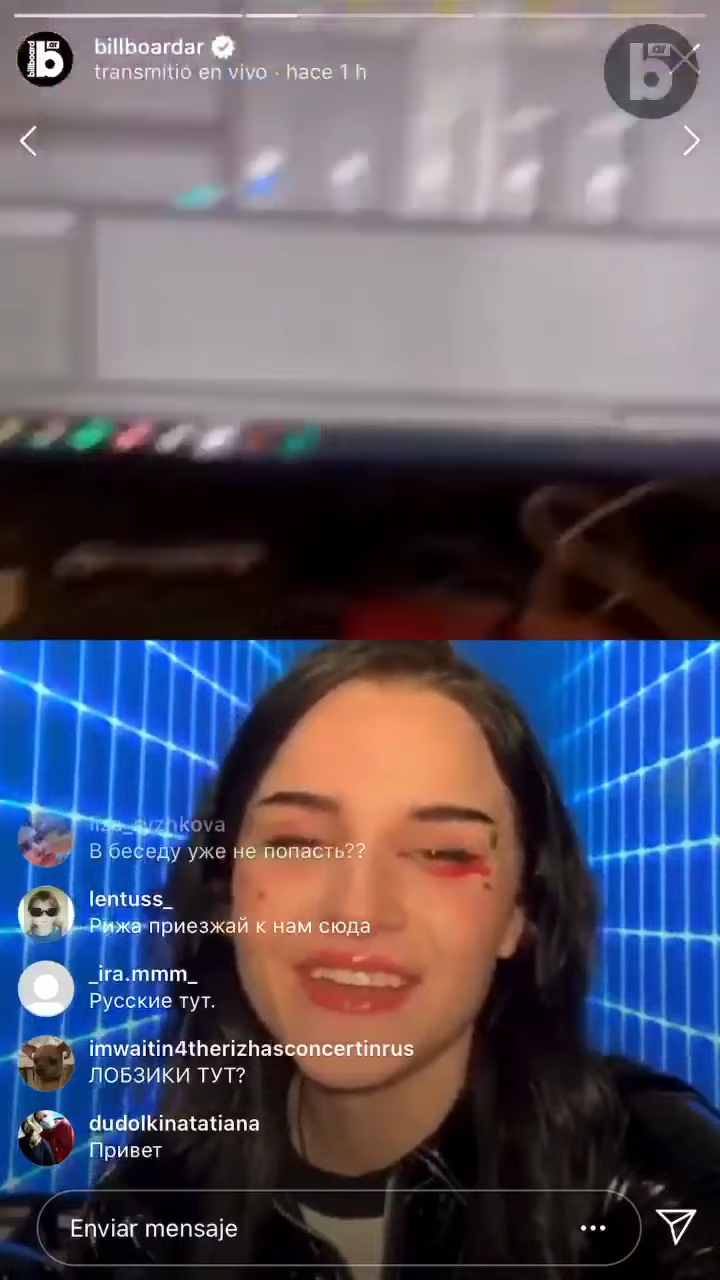 billboardar
transmitió en vivo · hace 1 h
liza_ryzhkova
В беседу уже не попасть??
lentuss_
Рижа приезжай к нам сюда
_ira.mmm_
Русские тут.
imwaitin4therizhasconcertinrus
ЛОБЗИКИ ТУТ?
dudolkinatatiana
Привет
Enviar mensaje